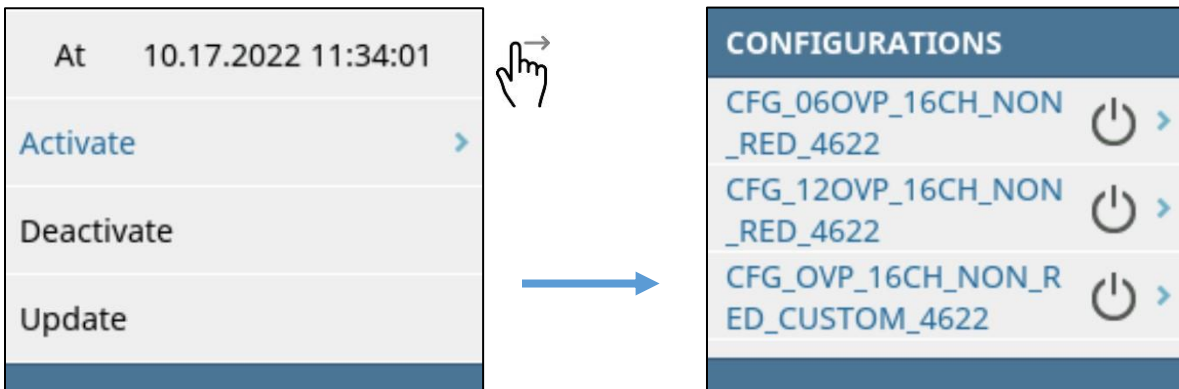 At 10.17.2022 11:34:01
Activate
Deactivate
Update
CONFIGURATIONS
CFG_06OVP_16CH_NON
_RED_4622
CFG_12OVP_16CH_NON
_RED_4622
CFG_OVP_16CH_NON_R
ED_CUSTOM_4622